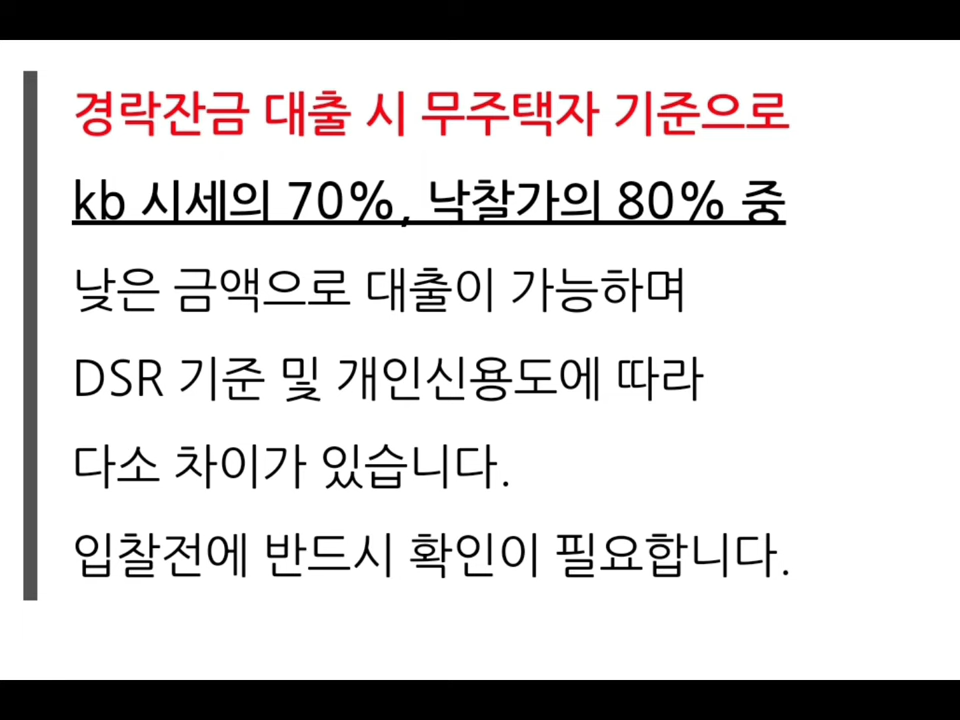 경락잔금 대출 시 무주택자 기준으로
kb 시세의 70%, 낙찰가의 80% 중
낮은 금액으로 대출이 가능하며
DSR 기준 및 개인신용도에 따라
다소 차이가 있습니다.
입찰전에 반드시 확인이 필요합니다.